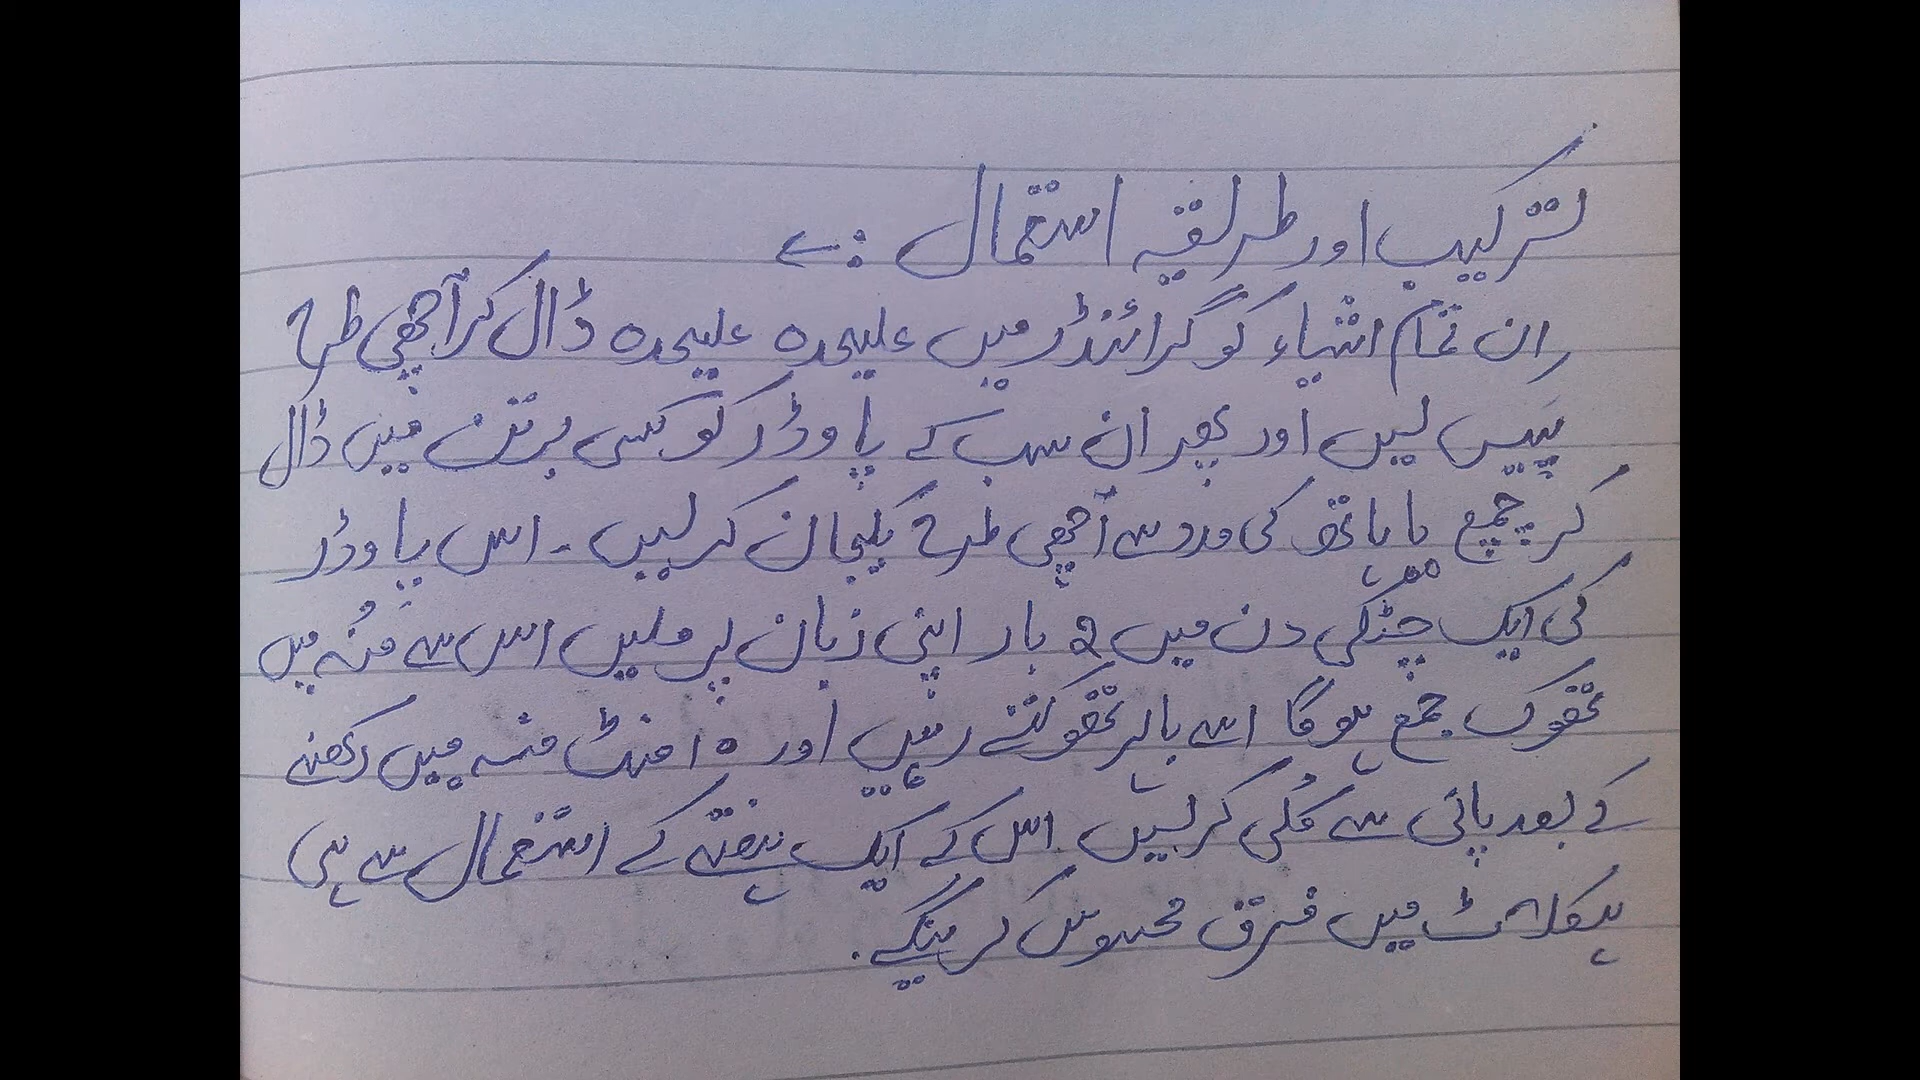 ترکیب اور طریقہ استعمال :۔
اِن تمام اشیاء کو گرائنڈر میں علیحدہ علیحدہ ڈال کر اچھی طرح
پیس لیں اور پھر ان سب کے پاوڈر کو کسی برتن میں ڈال
کر چمچ یا ہاتھ کی مدد سے اچھی طرح یکجان کر لیں ۔ اس پاوڈر
کی ایک چٹکی دن میں 2 بار اپنی زبان پر ملیں اس سے مُنہ میں
تھوک جمع ہو گا اسے باہر تھوکتے رہیں اور 10 منٹ منہ میں رکھنے
کے بعد پانی سے کُلی کر لیں اس کے ایک ہفتے کے استعمال سے ہی
ہکلاہٹ میں فرق محسوس کرینگے.